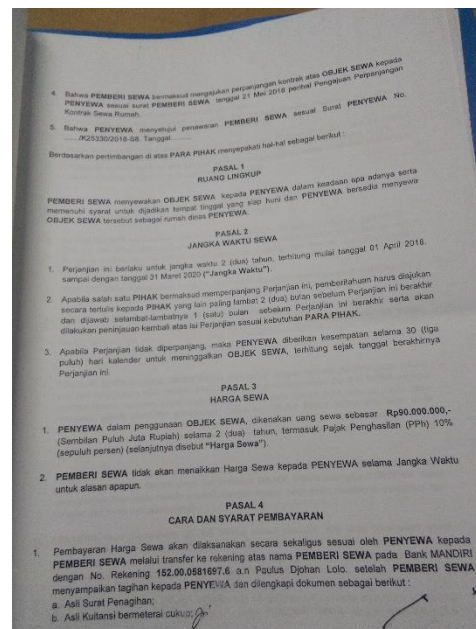 4. Bahwa PEMBERI SEWA bermaksud mengajukan perpanjangan kontrak atas OBJEK SEWA kepada
PENYEWA sesuai surat PEMBERI SEWA tanggal 21 Mei 2018 perihal Pengajuan Perpanjangan
Kontrak Sewa Rumah.
5. Bahwa PENYEWA menyetujui penawaran PEMBERI SEWA sesuai Surat PENYEWA No.
....../K25330/2018-S8, Tanggal..........
Berdasarkan pertimbangan di atas PARA PIHAK menyepakati hal-hal sebagai berikut :
PASAL 1
RUANG LINGKUP
PEMBERI SEWA menyewakan OBJEK SEWA kepada PENYEWA dalam keadaan apa adanya serta
memenuhi syarat untuk dijadikan tempat tinggal yang siap huni dan PENYEWA bersedia menyewa
OBJEK SEWA tersebut sebagai rumah dinas PENYEWA.
PASAL 2
JANGKA WAKTU SEWA
1. Perjanjian ini berlaku untuk jangka waktu 2 (dua) tahun, terhitung mulai tanggal 01 April 2018.
sampai dengan tanggal 31 Maret 2020 ("Jangka Waktu").
2. Apabila salah satu PIHAK bermaksud memperpanjang Perjanjian ini, pemberitahuan harus diajukan
secara tertulis kepada PIHAK yang lain paling lambat 2 (dua) bulan sebelum Perjanjian ini berakhir
dan dijawab selambat-lambatnya 1 (satu) bulan sebelum Perjanjian ini berakhir serta akan
dilakukan peninjauan kembali atas isi Perjanjian sesuai kebutuhan PARA PIHAK.
3. Apabila Perjanjian tidak diperpanjang, maka PENYEWA diberikan kesempatan selama 30 (tiga
puluh) hari kalender untuk meninggalkan OBJEK SEWA, terhitung sejak tanggal berakhirnya
Perjanjian ini.
PASAL 3
HARGA SEWA
1. PENYEWA dalam penggunaan OBJEK SEWA, dikenakan uang sewa sebesar Rp90.000.000,-
(Sembilan Puluh Juta Rupiah) selama 2 (dua) tahun, termasuk Pajak Penghasilan (PPh) 10%
(sepuluh persen) (selanjutnya disebut "Harga Sewa").
2. PEMBERI SEWA tidak akan menaikkan Harga Sewa kepada PENYEWA selama Jangka Waktu
untuk alasan apapun.
PASAL 4
CARA DAN SYARAT PEMBAYARAN
1. Pembayaran Harga Sewa akan dilaksanakan secara sekaligus sesuai oleh PENYEWA kepada
PEMBERI SEWA melalui transfer ke rekening atas nama PEMBERI SEWA pada Bank MANDIRI
dengan No. Rekening 152.00.0581697.6 a.n Paulus Djohan Lolo. setelah PEMBERI SEWA
menyampaikan tagihan kepada PENYEWA dan dilengkapi dokumen sebagai berikut :
a. Asli Surat Penagihan;
b. Asli Kuitansi bermeterai cukup;